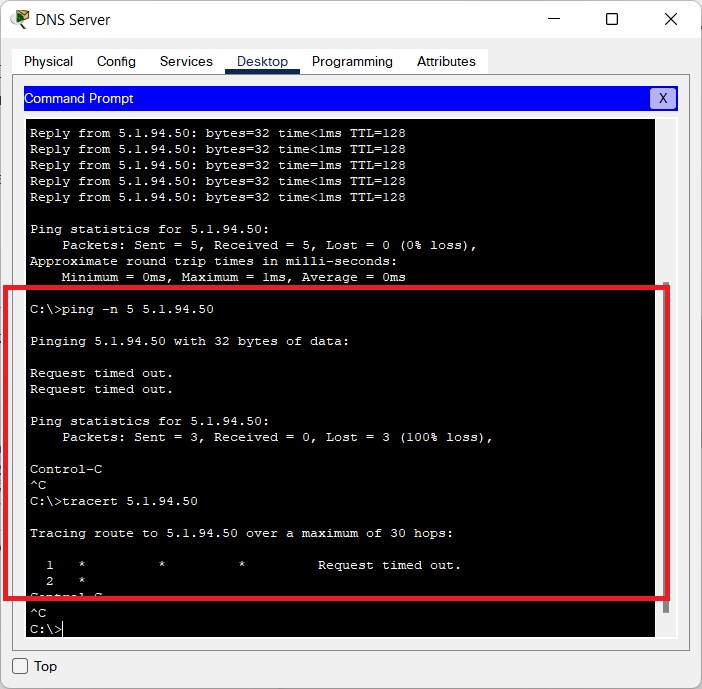 DNS Server
Physical Config Services Desktop Programming Attributes
Command Prompt X
Reply from 5.1.94.50: bytes=32 time<1ms TTL=128
Reply from 5.1.94.50: bytes=32 time<1ms TTL=128
Reply from 5.1.94.50: bytes=32 time=1ms TTL=128
Reply from 5.1.94.50: bytes=32 time<1ms TTL=128
Reply from 5.1.94.50: bytes=32 time<1ms TTL=128
Ping statistics for 5.1.94.50:
Packets: Sent = 5, Received = 5, Lost = 0 (0% loss),
Approximate round trip times in milli-seconds:
Minimum = 0ms, Maximum = 1ms, Average = 0ms
C:\>ping -n 5 5.1.94.50
Pinging 5.1.94.50 with 32 bytes of data:
Request timed out.
Request timed out.
Ping statistics for 5.1.94.50:
Packets: Sent = 3, Received = 0, Lost = 3 (100% loss),
Control-C
^C
C:\>tracert 5.1.94.50
Tracing route to 5.1.94.50 over a maximum of 30 hops:
1 * * * Request timed out.
2 *
Control-C
^C
C:\>
Top